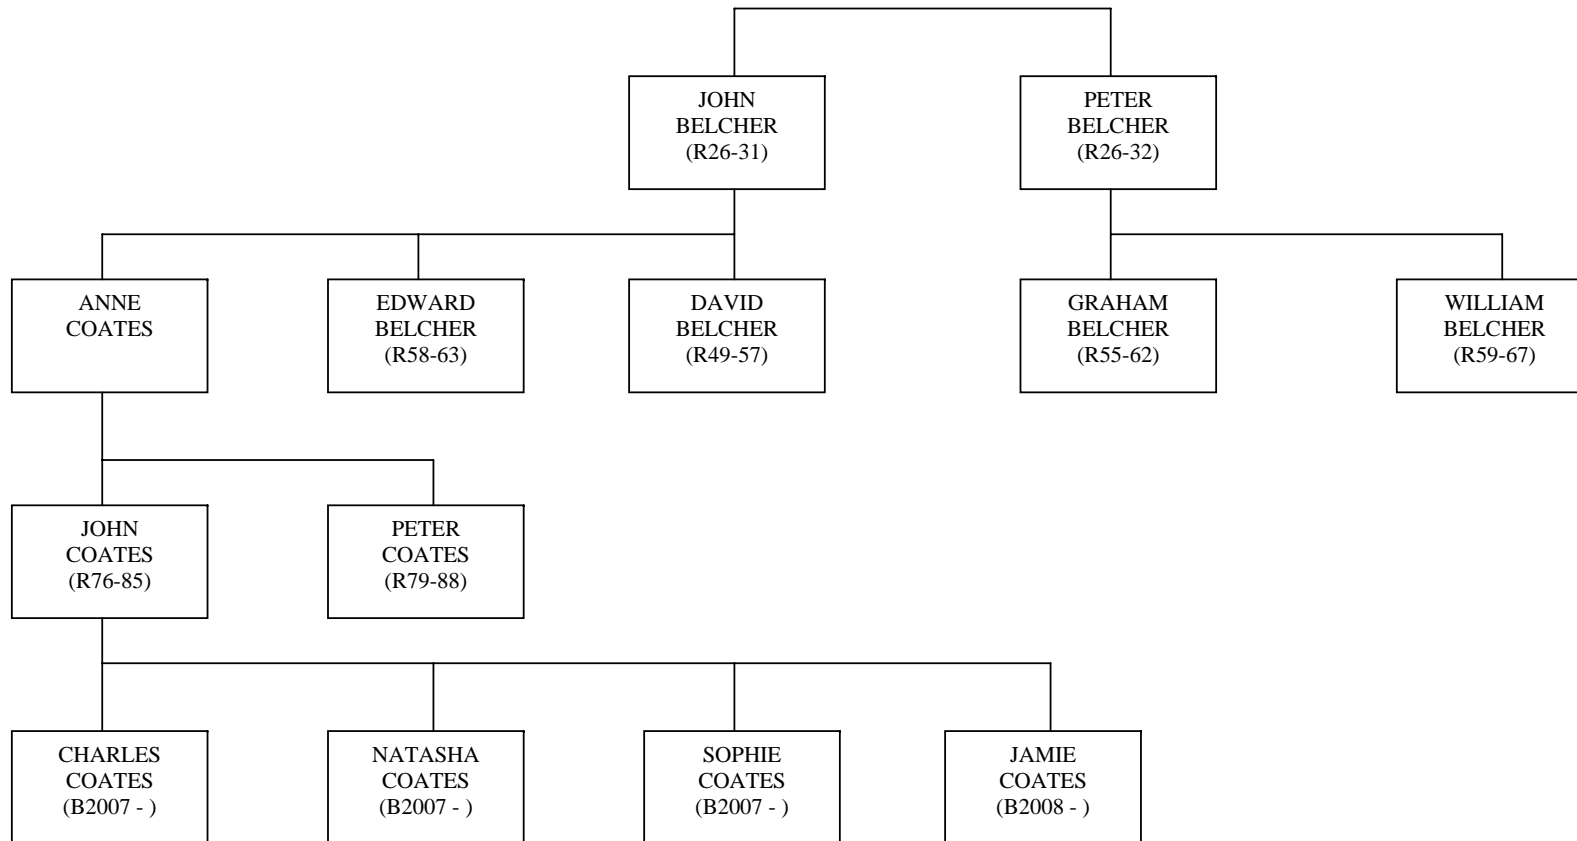 JOHN
BELCHER
(R26-31)
PETER
BELCHER
(R26-32)
ANNE
COATES
EDWARD
BELCHER
(R58-63)
DAVID
BELCHER
(R49-57)
GRAHAM
BELCHER
(R55-62)
WILLIAM
BELCHER
(R59-67)
JOHN
COATES
(R76-85)
PETER
COATES
(R79-88)
CHARLES
COATES
(B2007 - )
NATASHA
COATES
(B2007 - )
SOPHIE
COATES
(B2007 - )
JAMIE
COATES
(B2008 - )